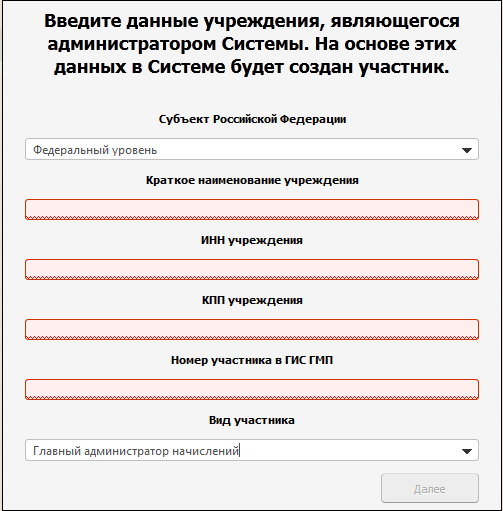 Введите данные учреждения, являющегося
администратором Системы. На основе этих
данных в Системе будет создан участник.
Субъект Российской Федерации
Федеральный уровень
Краткое наименование учреждения
ИНН учреждения
КПП учреждения
Номер участника в ГИС ГМП
Вид участника
Главный администратор начислений
Далее